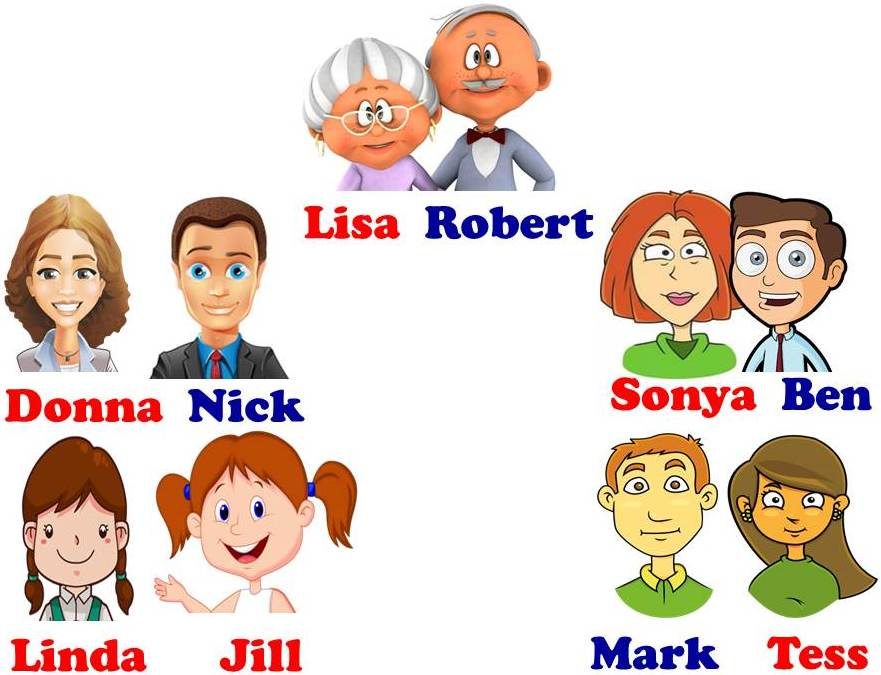 Lisa Robert
Donna Nick
Sonya Ben
Linda Jill
Mark Tess